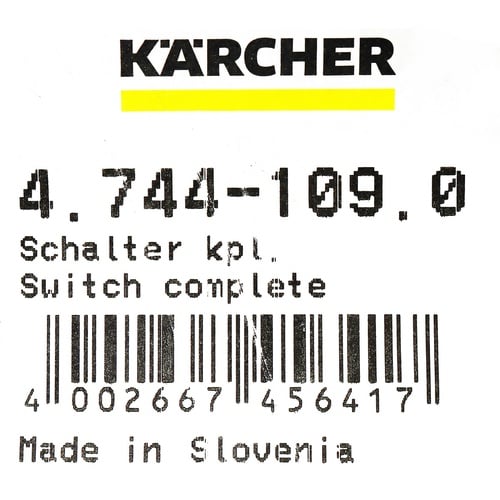 KÄRCHER
4.744-109.0
Schalter kpl.
Switch complete
4 002667 456417
Made in Slovenia